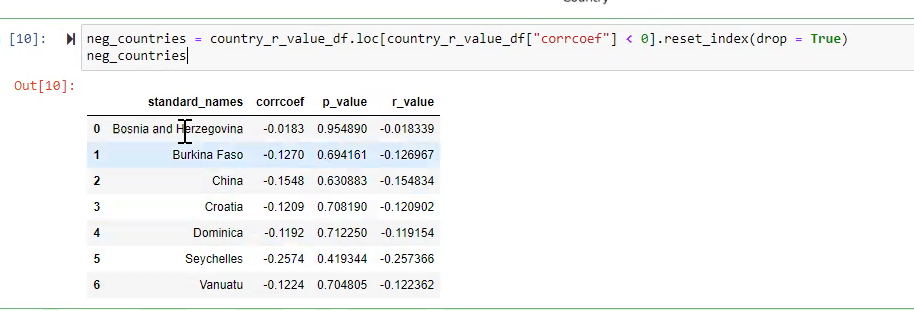 Country
[10]: neg_countries = country_r_value_df.loc[country_r_value_df["corrcoef"] < 0].reset_index(drop = True)
neg_countries
Out[10]:
standard_names corrcoef p_value r_value
0 Bosnia and Herzegovina -0.0183 0.954890 -0.018339
1 Burkina Faso -0.1270 0.694161 -0.126967
2 China -0.1548 0.630883 -0.154834
3 Croatia -0.1209 0.708190 -0.120902
4 Dominica -0.1192 0.712250 -0.119154
5 Seychelles -0.2574 0.419344 -0.257366
6 Vanuatu -0.1224 0.704805 -0.122362